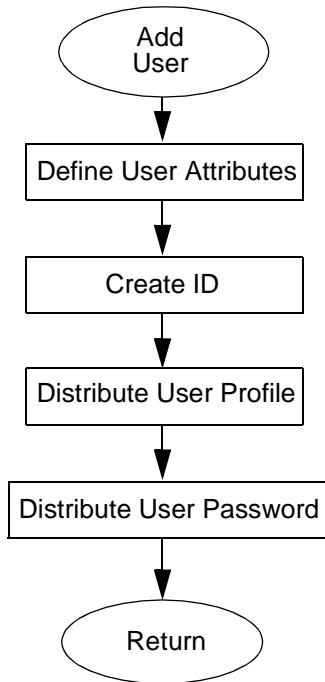 Add
User
Define User Attributes
Create ID
Distribute User Profile
Distribute User Password
Return